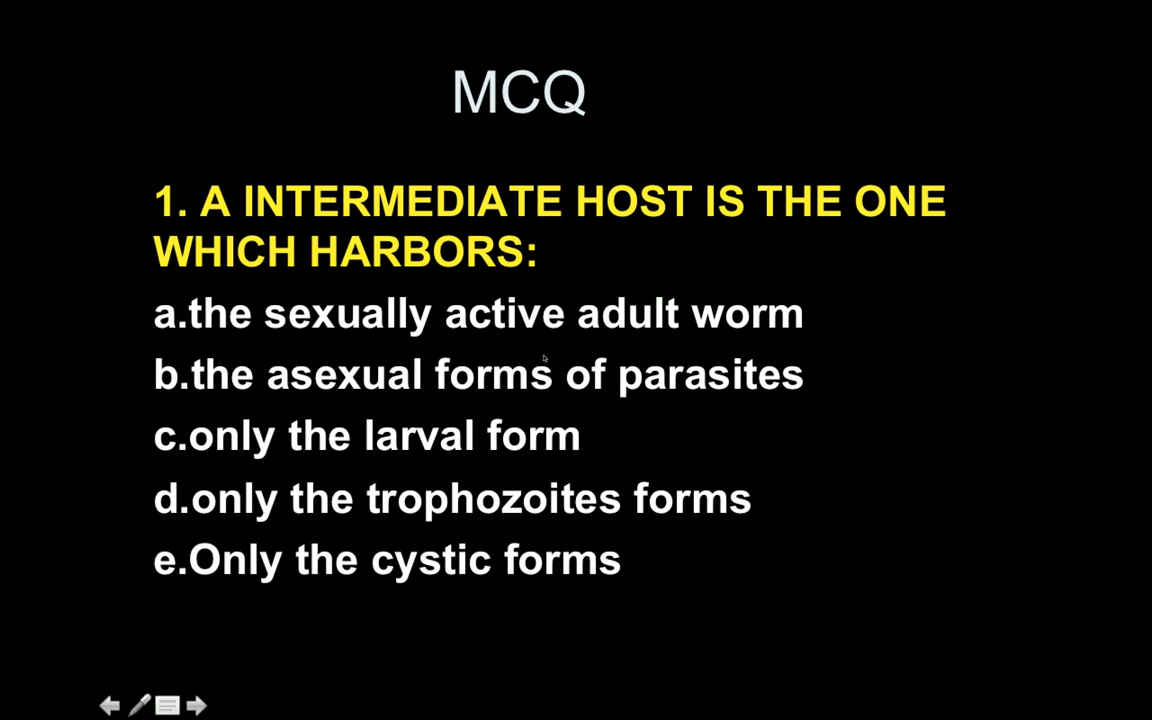 MCQ
1. A INTERMEDIATE HOST IS THE ONE
WHICH HARBORS:
a.the sexually active adult worm
b.the asexual forms of parasites
c.only the larval form
d.only the trophozoites forms
e.Only the cystic forms